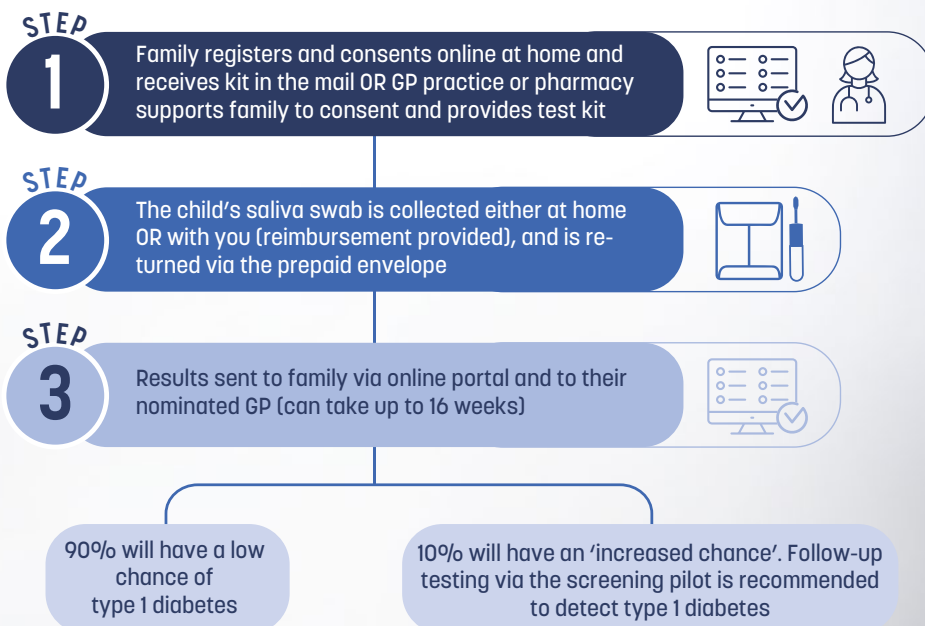 STEP
1
Family registers and consents online at home and
receives kit in the mail OR GP practice or pharmacy
supports family to consent and provides test kit
STEP
2
The child's saliva swab is collected either at home
OR with you (reimbursement provided), and is re-
turned via the prepaid envelope
STEP
3
Results sent to family via online portal and to their
nominated GP (can take up to 16 weeks)
90% will have a low
chance of
type 1 diabetes
10% will have an ‘increased chance’. Follow-up
testing via the screening pilot is recommended
to detect type 1 diabetes